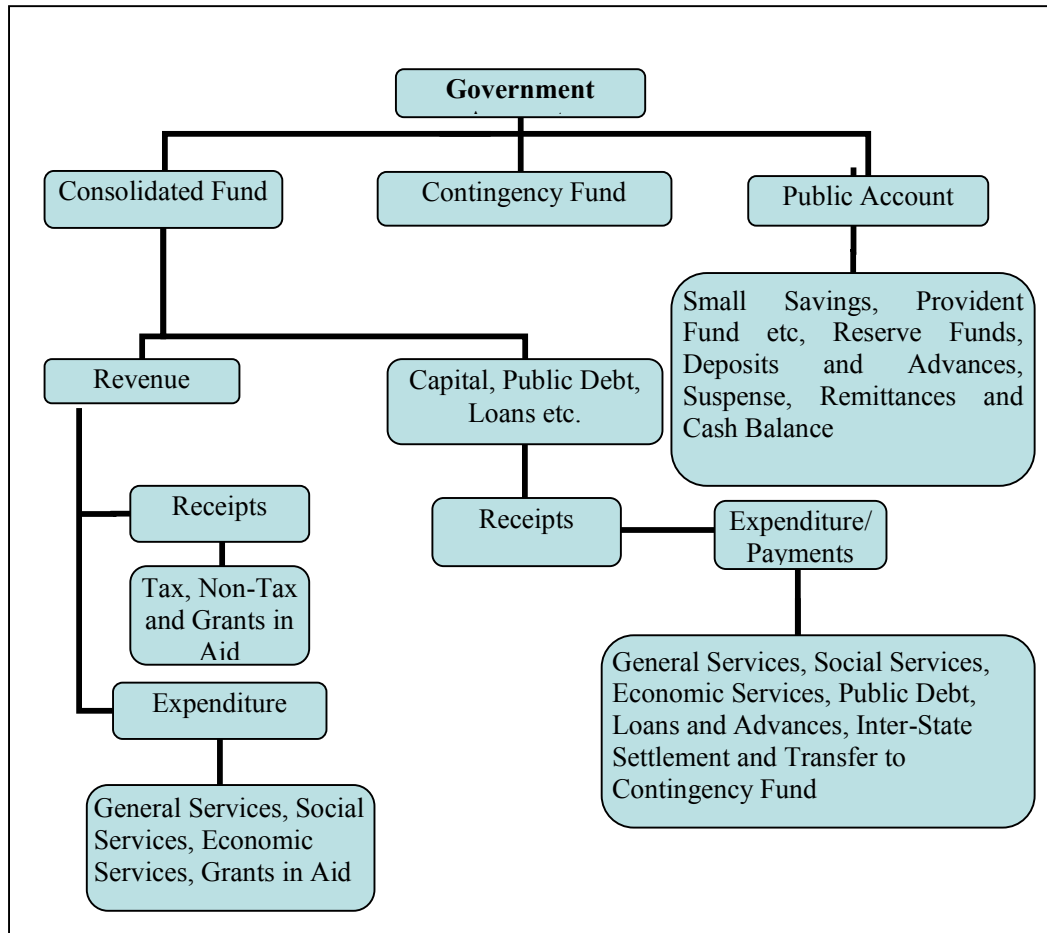 Government
Consolidated Fund
Contingency Fund
Public Account
Small Savings, Provident
Fund etc, Reserve Funds,
Deposits and Advances,
Suspense, Remittances and
Cash Balance
Revenue
Capital, Public Debt,
Loans etc.
Receipts
Receipts
Expenditure/
Payments
Tax, Non-Tax
and Grants in
Aid
General Services, Social Services,
Economic Services, Public Debt,
Loans and Advances, Inter-State
Settlement and Transfer to
Contingency Fund
Expenditure
General Services, Social
Services, Economic
Services, Grants in Aid